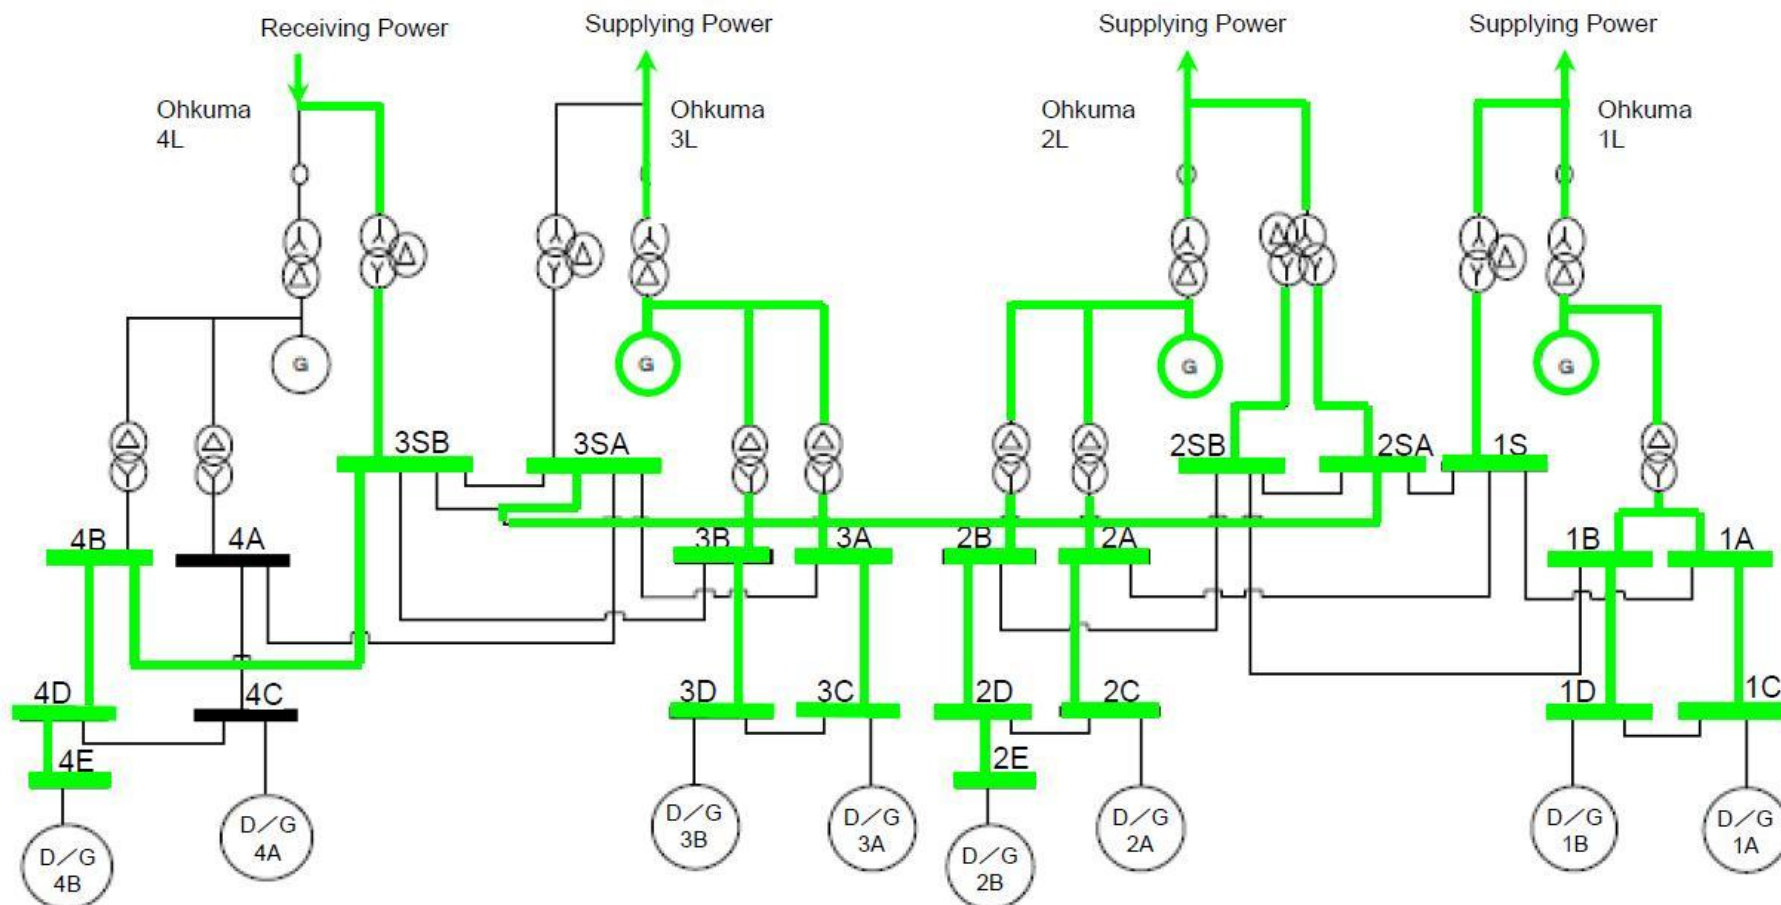 Receiving Power
Supplying Power
Supplying Power
Supplying Power
Ohkuma
4L
Ohkuma
3L
Ohkuma
2L
Ohkuma
1L
G
G
G
G
3SB
3SA
2SB
2SA
1S
4B
4A
3B
3A
2B
2A
1B
1A
4D
4C
3D
3C
2D
2C
1D
1C
4E
2E
D/G
4B
D/G
4A
D/G
3B
D/G
3A
D/G
2B
D/G
2A
D/G
1B
D/G
1A